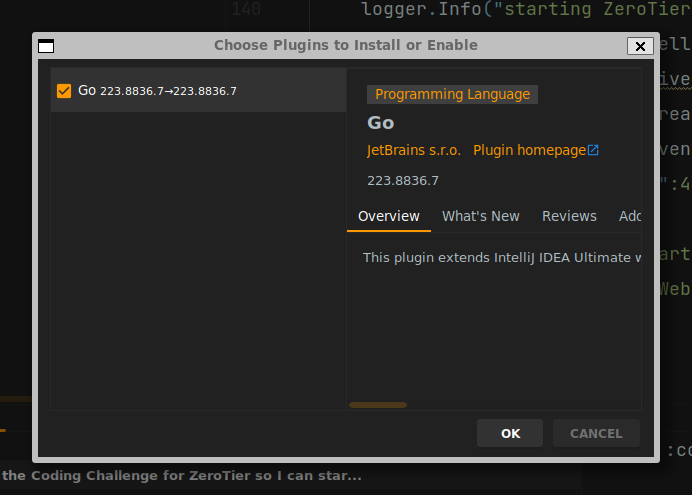 140 logger.Info("starting ZeroTier
Choose Plugins to Install or Enable
Go 223.8836.7→223.8836.7
Programming Language
Go
JetBrains s.r.o. Plugin homepage
223.8836.7
Overview What's New Reviews Add
This plugin extends IntelliJ IDEA Ultimate w
OK CANCEL
ell
ive
rea
ven
":4
art
Web
:co
the Coding Challenge for ZeroTier so I can star...